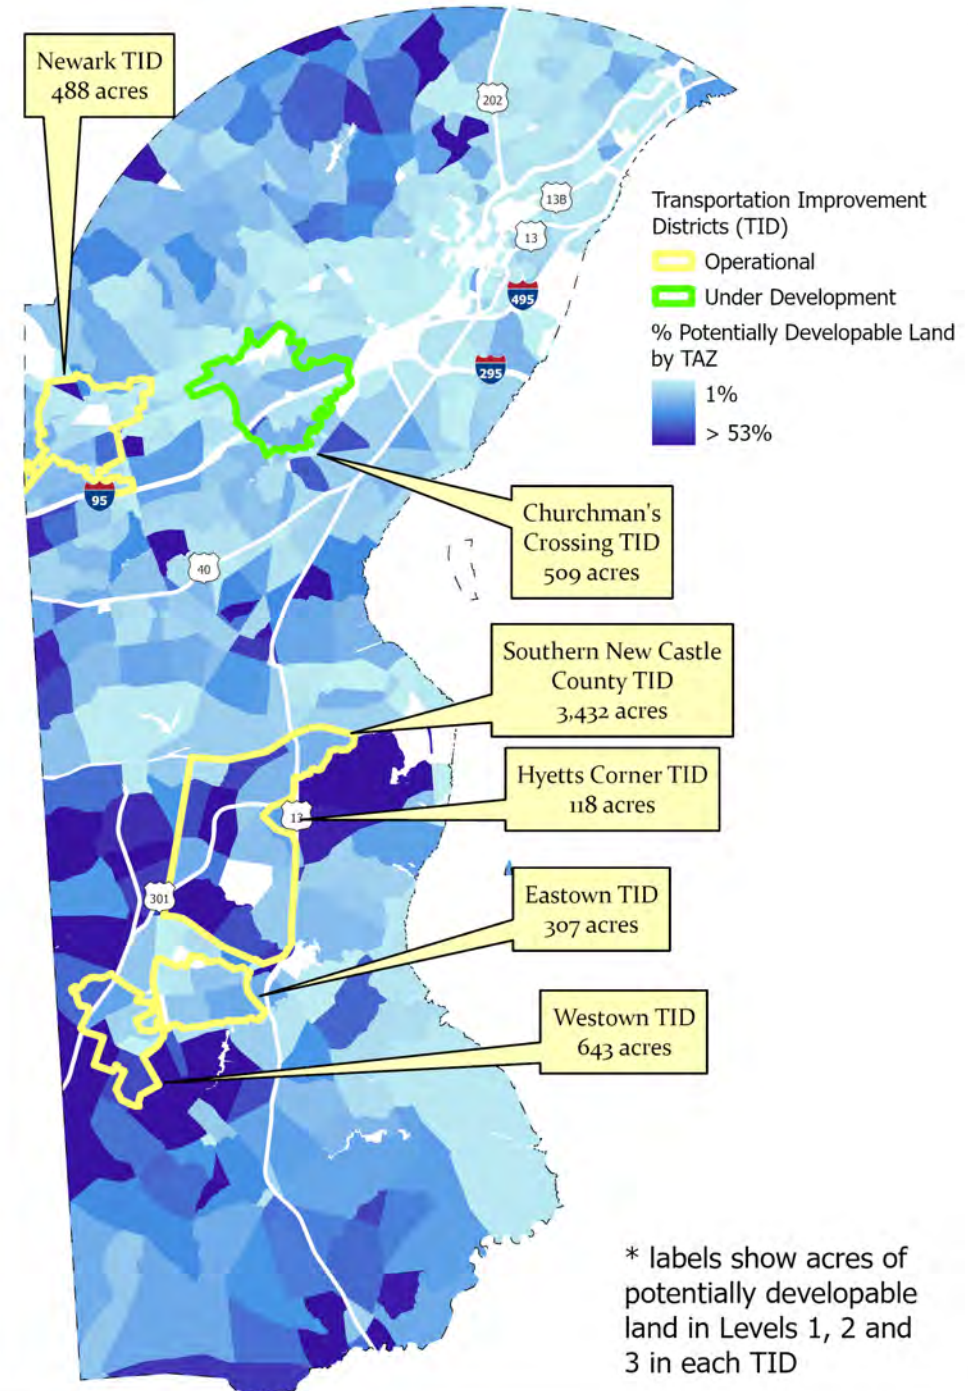 Newark TID
488 acres
202
13B
13
495
295
95
40
13
301
Transportation Improvement
Districts (TID)
Operational
Under Development
% Potentially Developable Land
by TAZ
1%
> 53%
Churchman's
Crossing TID
509 acres
Southern New Castle
County TID
3,432 acres
Hyetts Corner TID
118 acres
Eastown TID
307 acres
Westown TID
643 acres
* labels show acres of
potentially developable
land in Levels 1, 2 and
3 in each TID